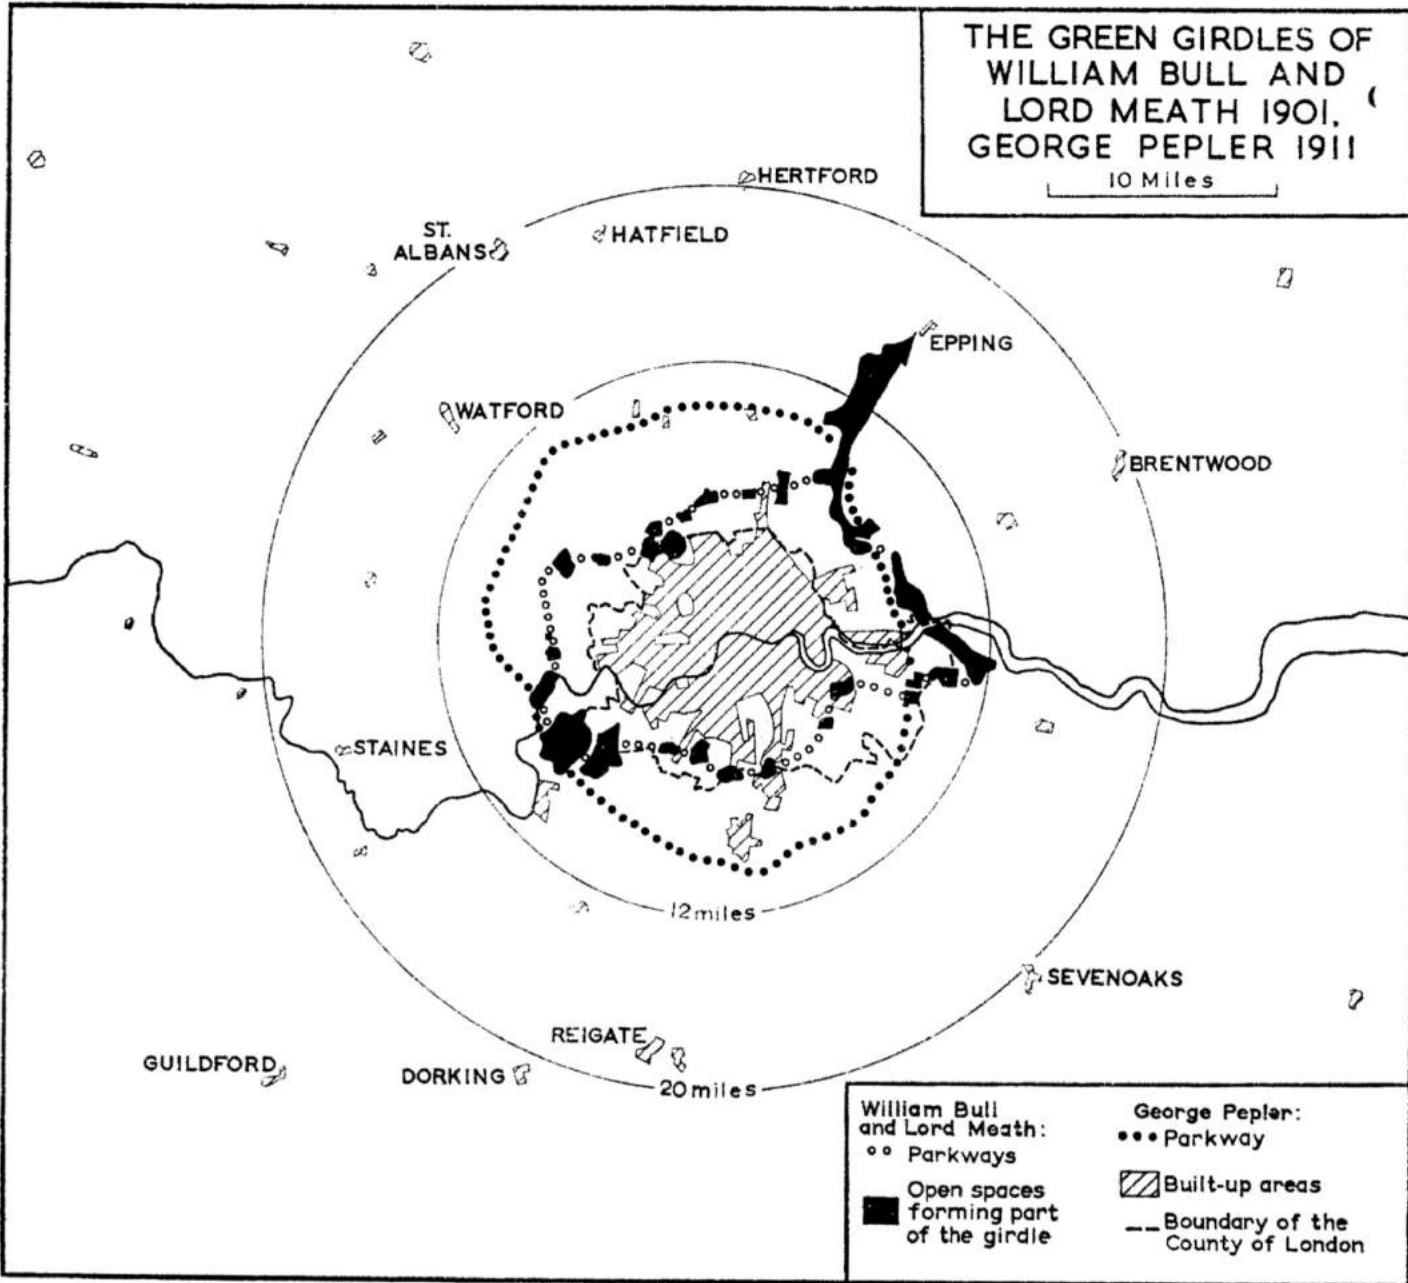 THE GREEN GIRDLES OF
WILLIAM BULL AND
LORD MEATH 1901.
GEORGE PEPLER 1911
10 Miles
HERTFORD
ST.
ALBANS
HATFIELD
EPPING
WATFORD
BRENTWOOD
STAINES
12 miles
SEVENOAKS
REIGATE
GUILDFORD
DORKING
20 miles
William Bull
and Lord Meath:
Parkways
Open spaces
forming part
of the girdle
George Pepler:
Parkway
Built-up areas
Boundary of the
County of London